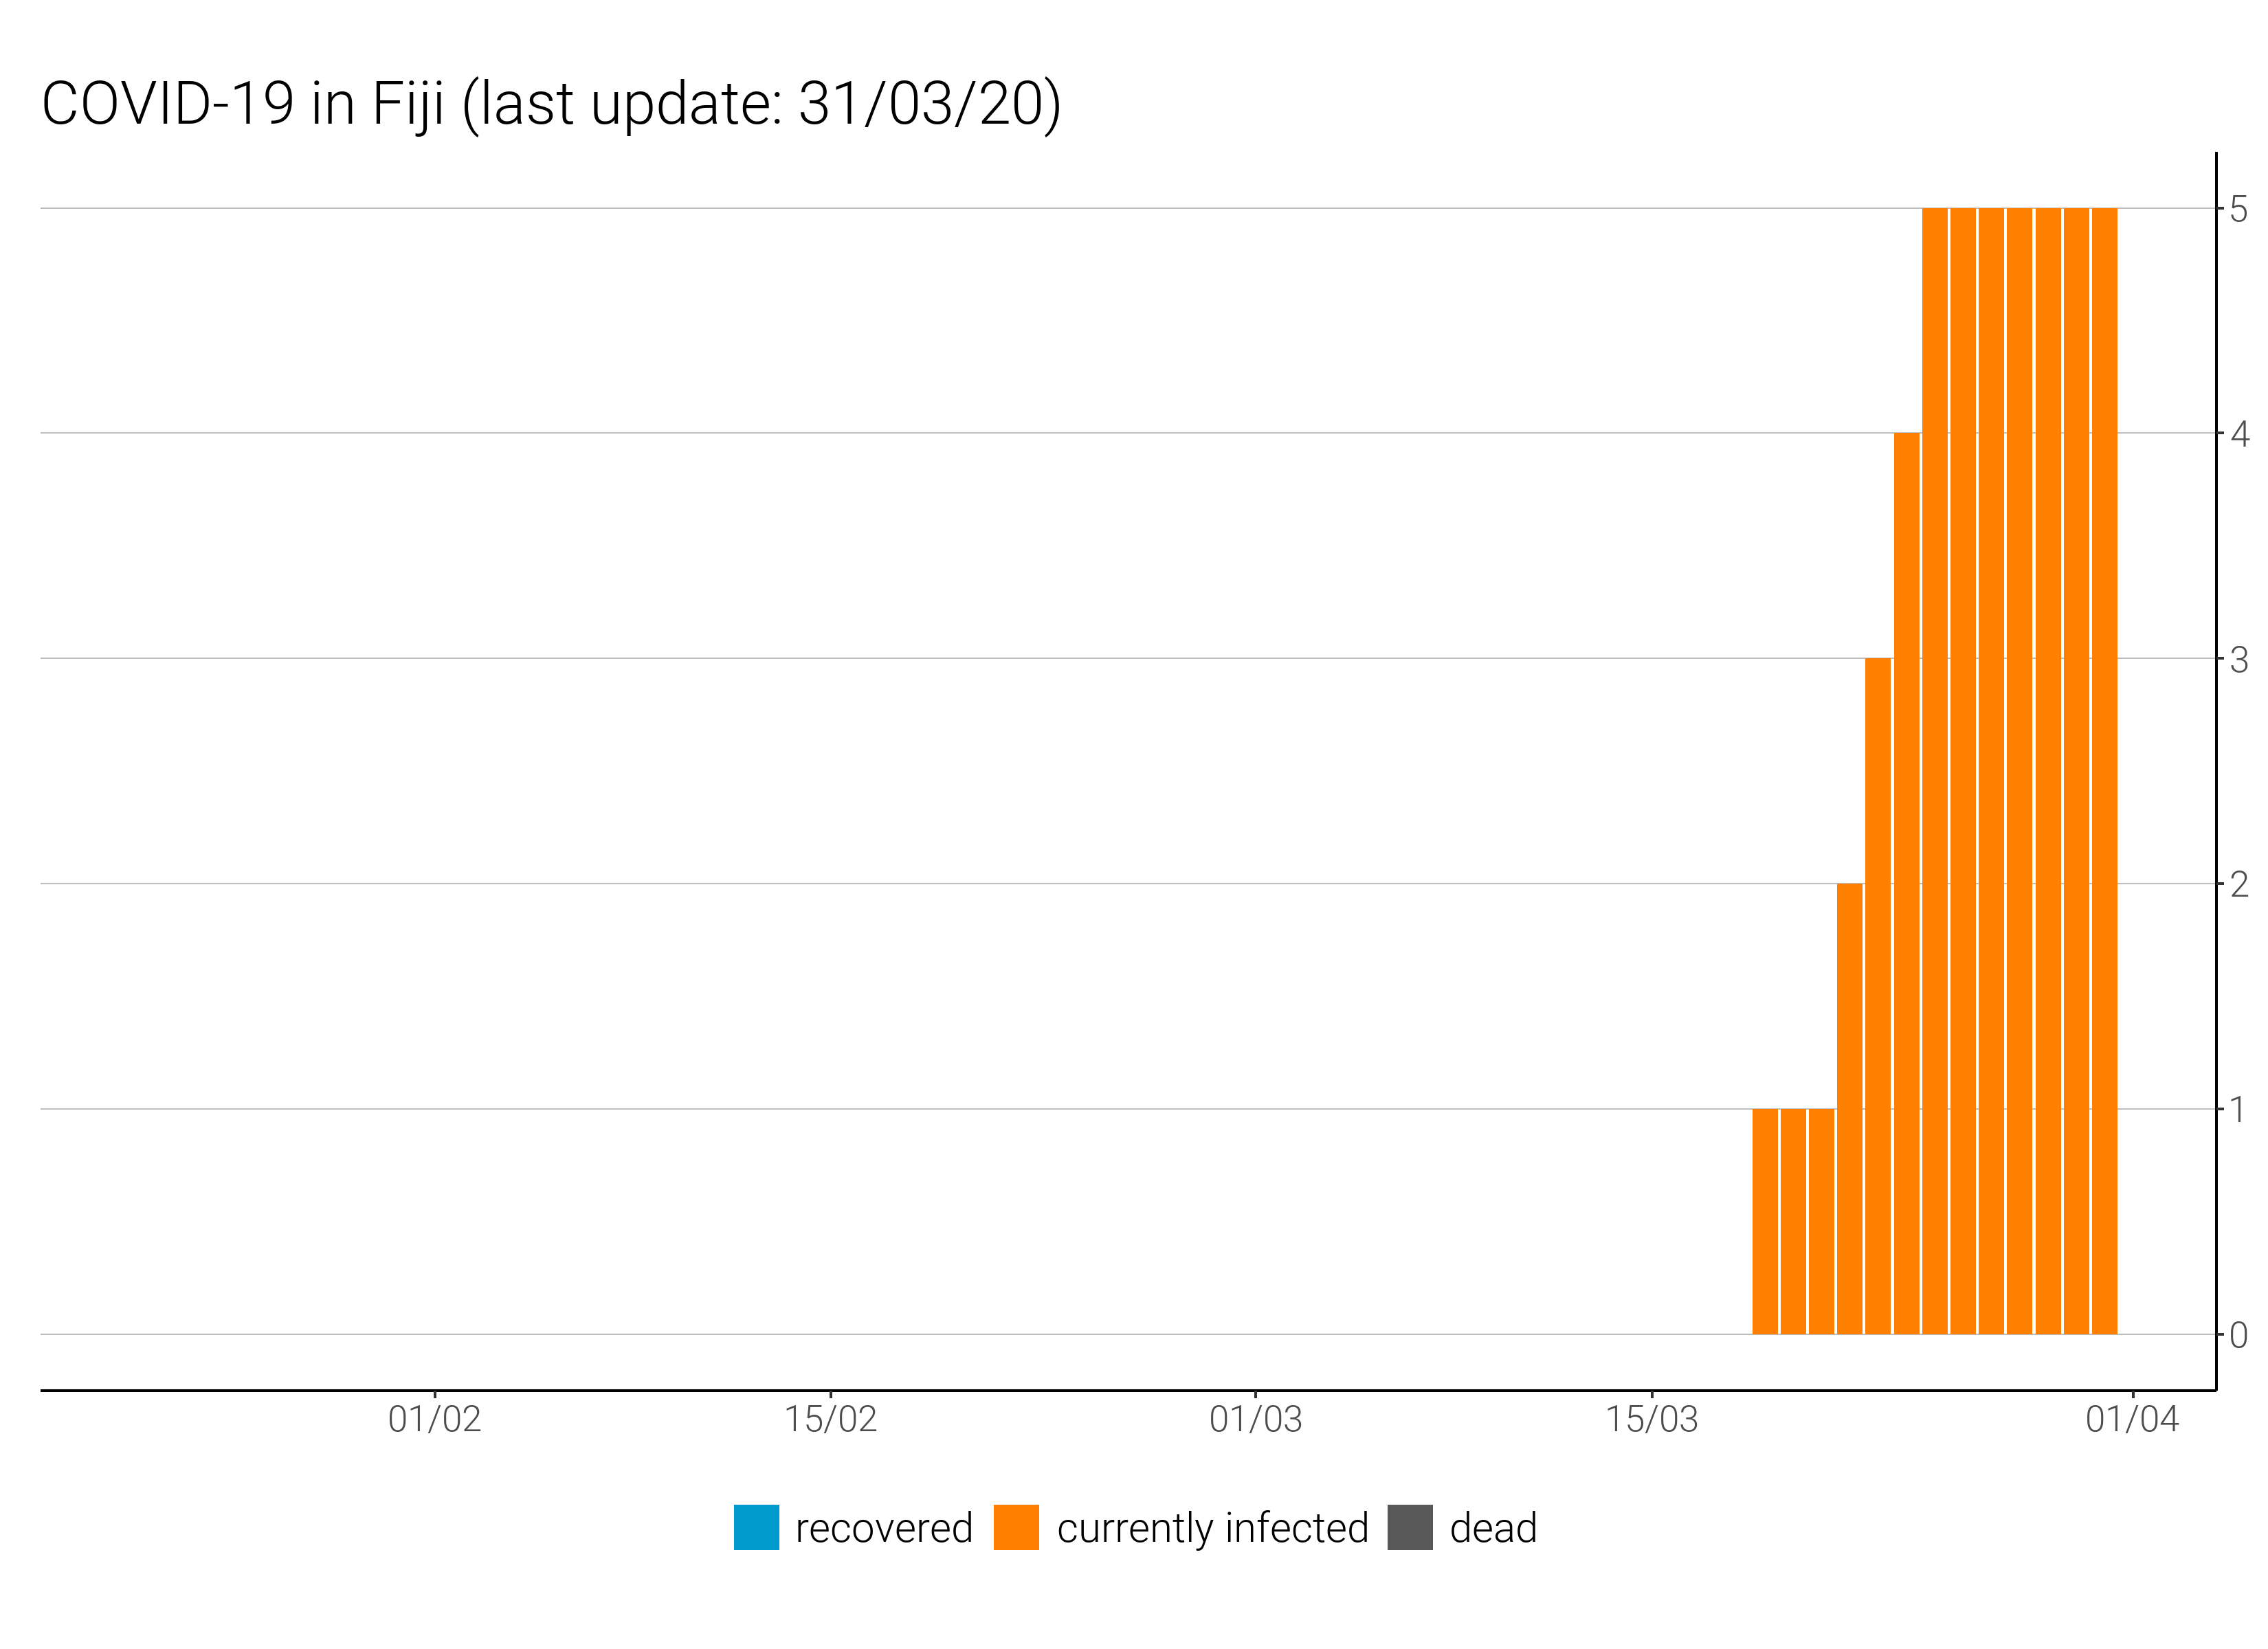 COVID-19 in Fiji (last update: 31/03/20)
5
4
3
2
1
0
01/02 15/02 01/03 15/03 01/04
recovered currently infected dead